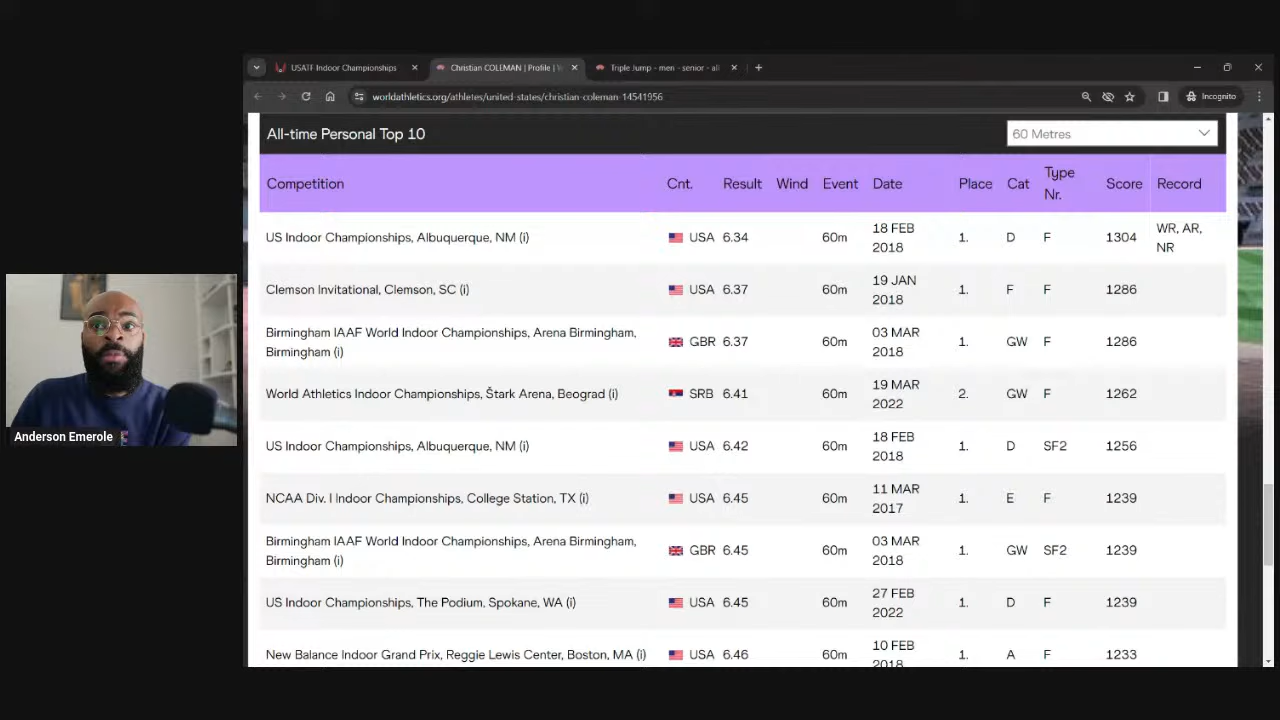 USATF Indoor Championships
Christian COLEMAN | Profile |
Triple Jump - men - senior - all
worldathletics.org/athletes/united-states/christian-coleman-14541956
Incognito
All-time Personal Top 10
60 Metres
Competition Cnt. Result Wind Event Date Place Cat Type Nr. Score Record
US Indoor Championships, Albuquerque, NM (i) USA 6.34 60m 18 FEB 2018 1. D F 1304 WR, AR, NR
Clemson Invitational, Clemson, SC (i) USA 6.37 60m 19 JAN 2018 1. F F 1286
Birmingham IAAF World Indoor Championships, Arena Birmingham, Birmingham (i) GBR 6.37 60m 03 MAR 2018 1. GW F 1286
World Athletics Indoor Championships, Štark Arena, Beograd (i) SRB 6.41 60m 19 MAR 2022 2. GW F 1262
US Indoor Championships, Albuquerque, NM (i) USA 6.42 60m 18 FEB 2018 1. D SF2 1256
NCAA Div. I Indoor Championships, College Station, TX (i) USA 6.45 60m 11 MAR 2017 1. E F 1239
Birmingham IAAF World Indoor Championships, Arena Birmingham, Birmingham (i) GBR 6.45 60m 03 MAR 2018 1. GW SF2 1239
US Indoor Championships, The Podium, Spokane, WA (i) USA 6.45 60m 27 FEB 2022 1. D F 1239
New Balance Indoor Grand Prix, Reggie Lewis Center, Boston, MA (i) USA 6.46 60m 10 FEB 2018 1. A F 1233
Anderson Emerole